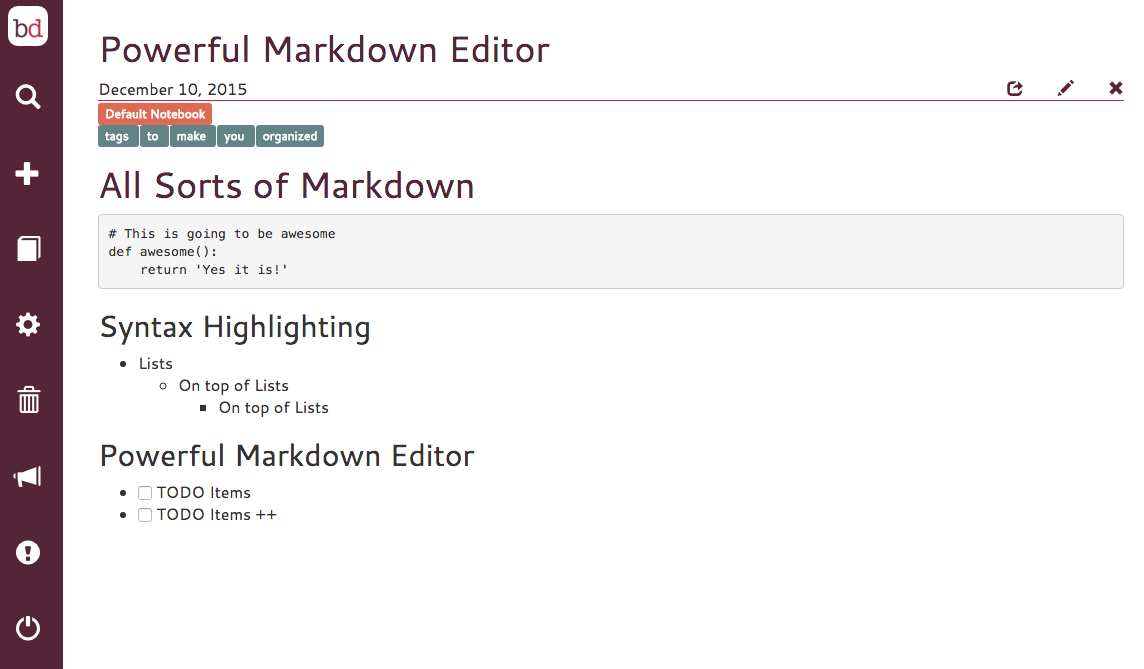 bd
Powerful Markdown Editor
December 10, 2015
Default Notebook
tags to make you organized
All Sorts of Markdown
# This is going to be awesome
def awesome():
    return 'Yes it is!'
Syntax Highlighting
Lists
On top of Lists
On top of Lists
Powerful Markdown Editor
TODO Items
TODO Items ++